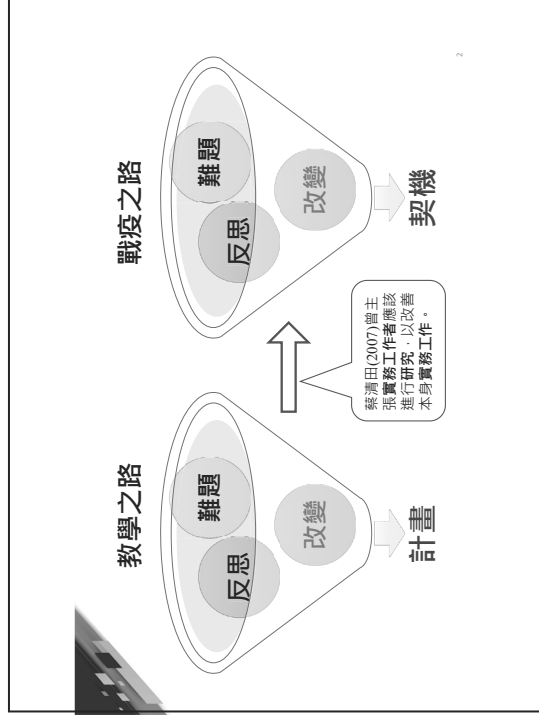 教學之路
難題
反思
改變
計畫
蔡清田(2007)曾主
張實務工作者應該
進行研究，以改善
本身實務工作。
戰疫之路
難題
反思
改變
契機
2